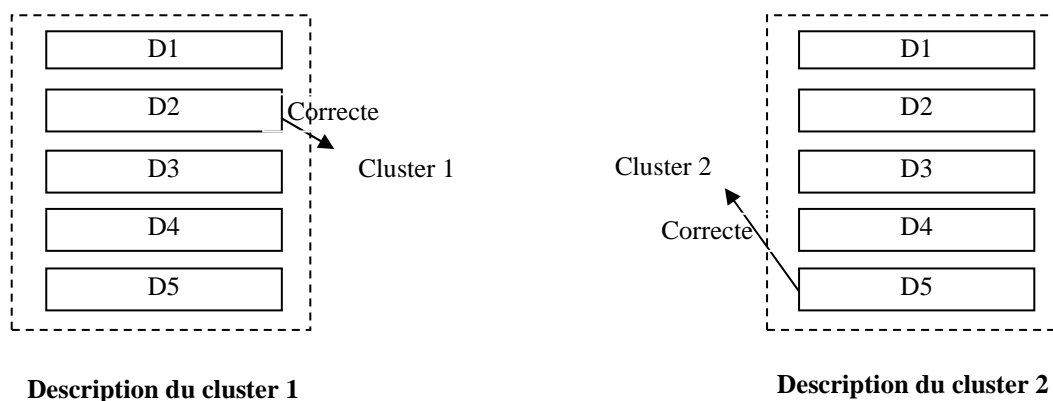 D1
D2
Correcte
D3
Cluster 1
D4
D5
Description du cluster 1
D1
D2
D3
Cluster 2
D4
Correcte
D5
Description du cluster 2